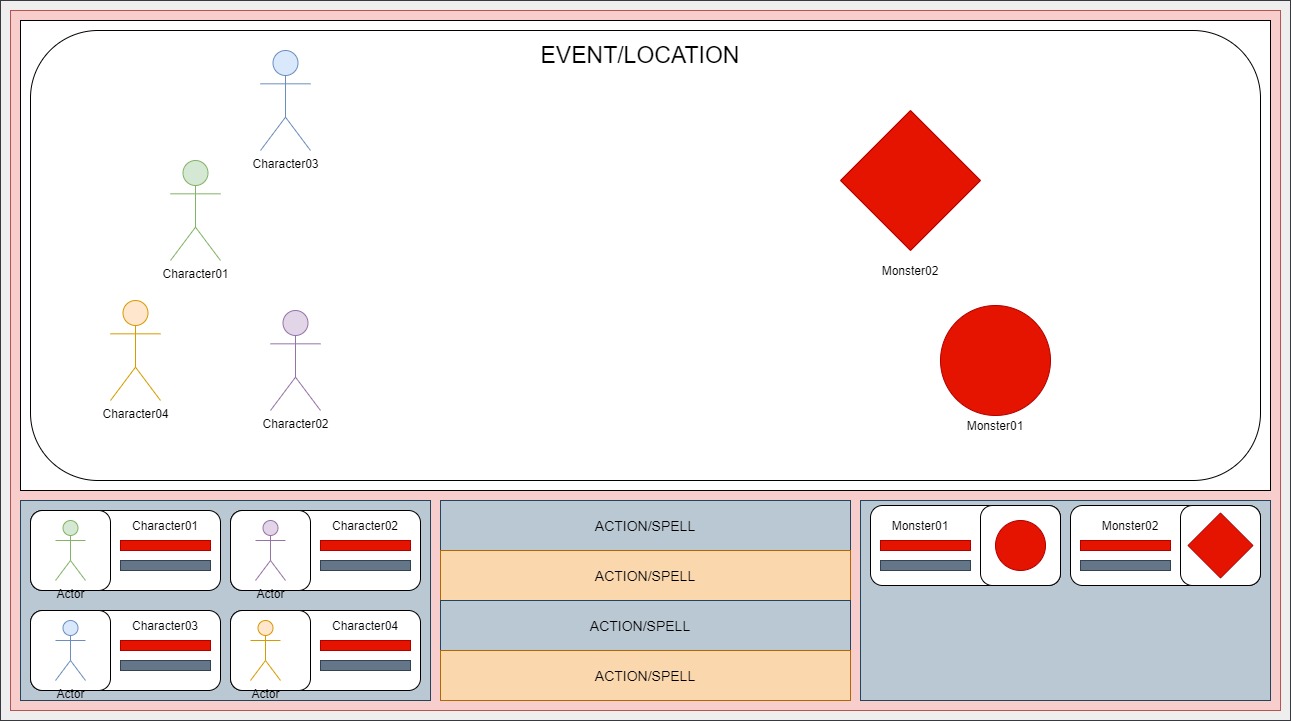 EVENT/LOCATION
Character03
Character01
Monster02
Character04
Character02
Monster01
Character01
Actor
Character02
Actor
Character03
Actor
Character04
Actor
ACTION/SPELL
ACTION/SPELL
ACTION/SPELL
ACTION/SPELL
Monster01
Monster02